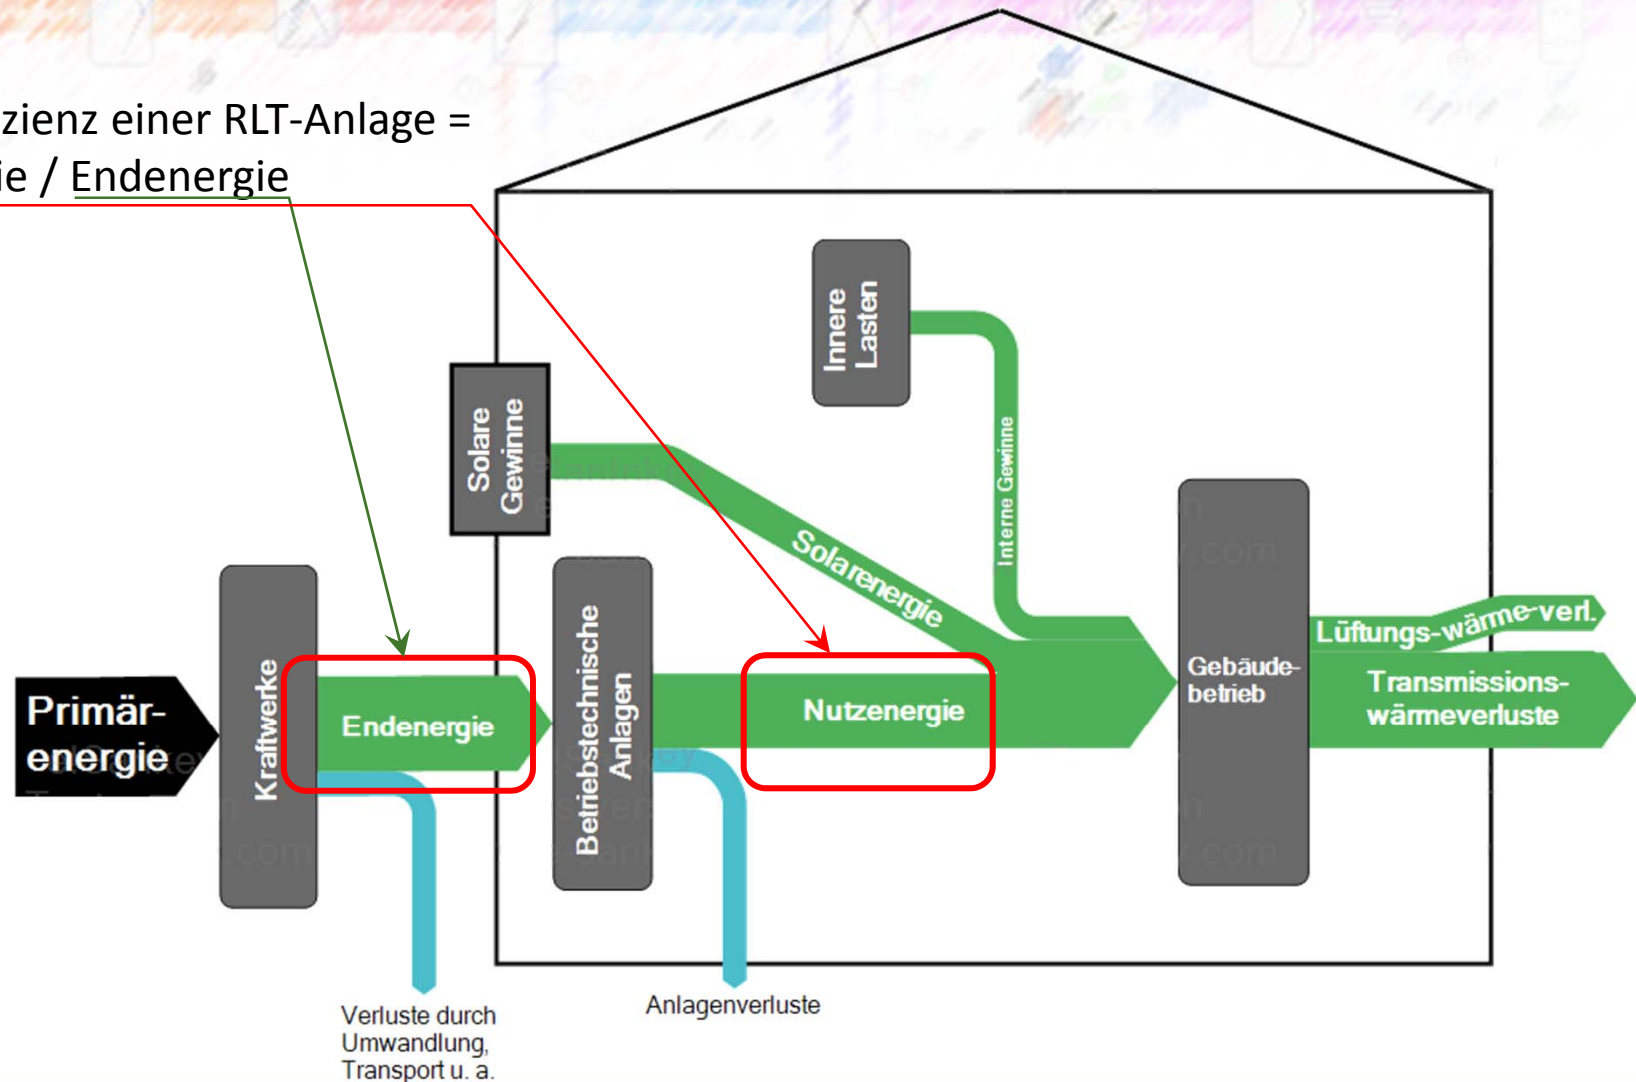 zienz einer RLT-Anlage =
ie / Endenergie
Innere
Lasten
Solare
Gewinne
Interne Gewinne
Solarenergie
Primär-
energie
Kraftwerke
Endenergie
Betriebstechnische
Anlagen
Nutzenergie
Gebäude-
betrieb
Lüftungs-wärme-verl.
Transmissions-
wärmeverluste
Verluste durch
Umwandlung,
Transport u. a.
Anlagenverluste